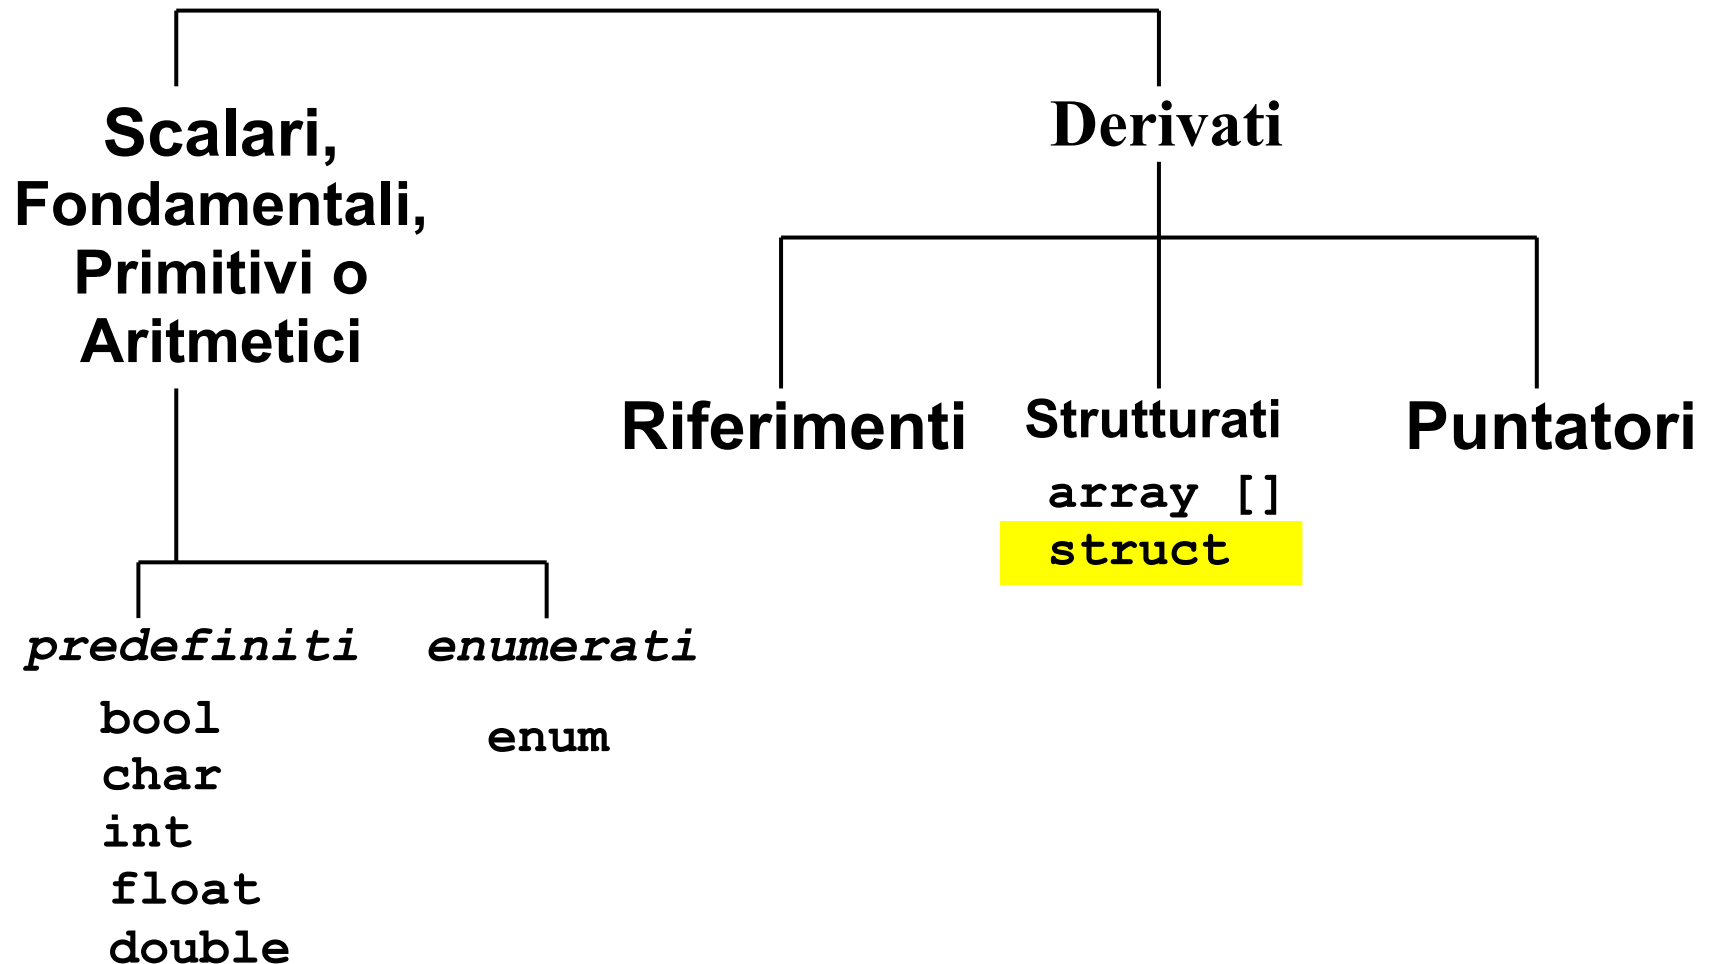 Scalari,
Fondamentali,
Primitivi o
Aritmetici
Derivati
Riferimenti
Strutturati
array []
struct
Puntatori
predefiniti
bool
char
int
float
double
enumerati
enum